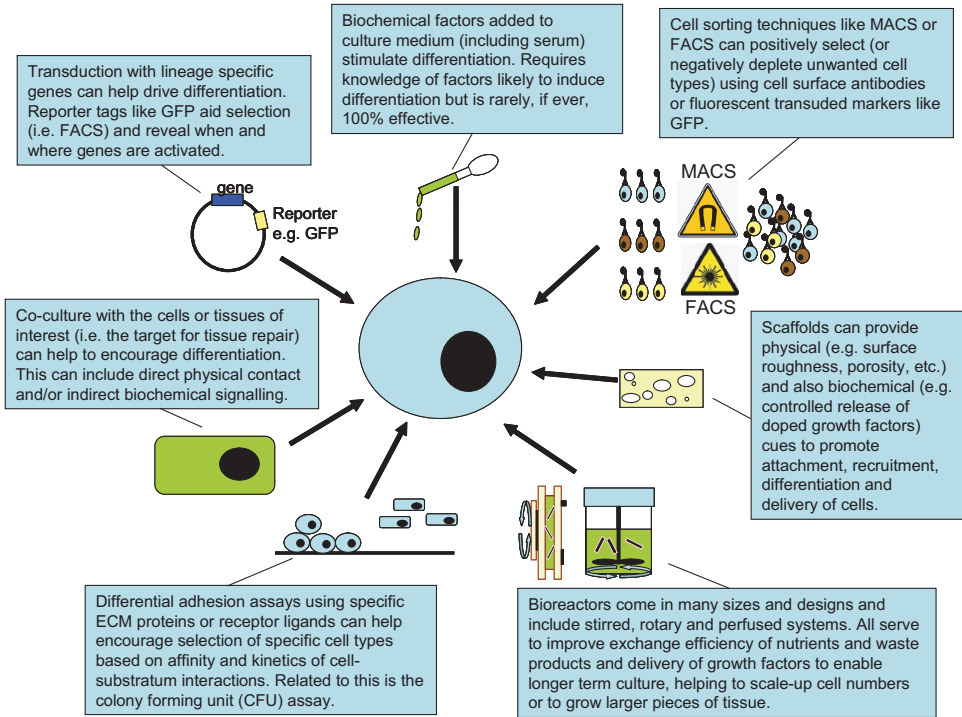 Transduction with lineage specific
genes can help drive differentiation.
Reporter tags like GFP aid selection
(i.e. FACS) and reveal when and
where genes are activated.
Biochemical factors added to
culture medium (including serum)
stimulate differentiation. Requires
knowledge of factors likely to induce
differentiation but is rarely, if ever,
100% effective.
Cell sorting techniques like MACS or
FACS can positively select (or
negatively deplete unwanted cell
types) using cell surface antibodies
or fluorescent transuded markers like
GFP.
gene
Reporter
e.g. GFP
MACS
FACS
Co-culture with the cells or tissues of
interest (i.e. the target for tissue repair)
can help to encourage differentiation.
This can include direct physical contact
and/or indirect biochemical signalling.
Scaffolds can provide
physical (e.g. surface
roughness, porosity, etc.)
and also biochemical (e.g.
controlled release of
doped growth factors)
cues to promote
attachment, recruitment,
differentiation and
delivery of cells.
Differential adhesion assays using specific
ECM proteins or receptor ligands can help
encourage selection of specific cell types
based on affinity and kinetics of cell-
substratum interactions. Related to this is the
colony forming unit (CFU) assay.
Bioreactors come in many sizes and designs and
include stirred, rotary and perfused systems. All serve
to improve exchange efficiency of nutrients and waste
products and delivery of growth factors to enable
longer term culture, helping to scale-up cell numbers
or to grow larger pieces of tissue.